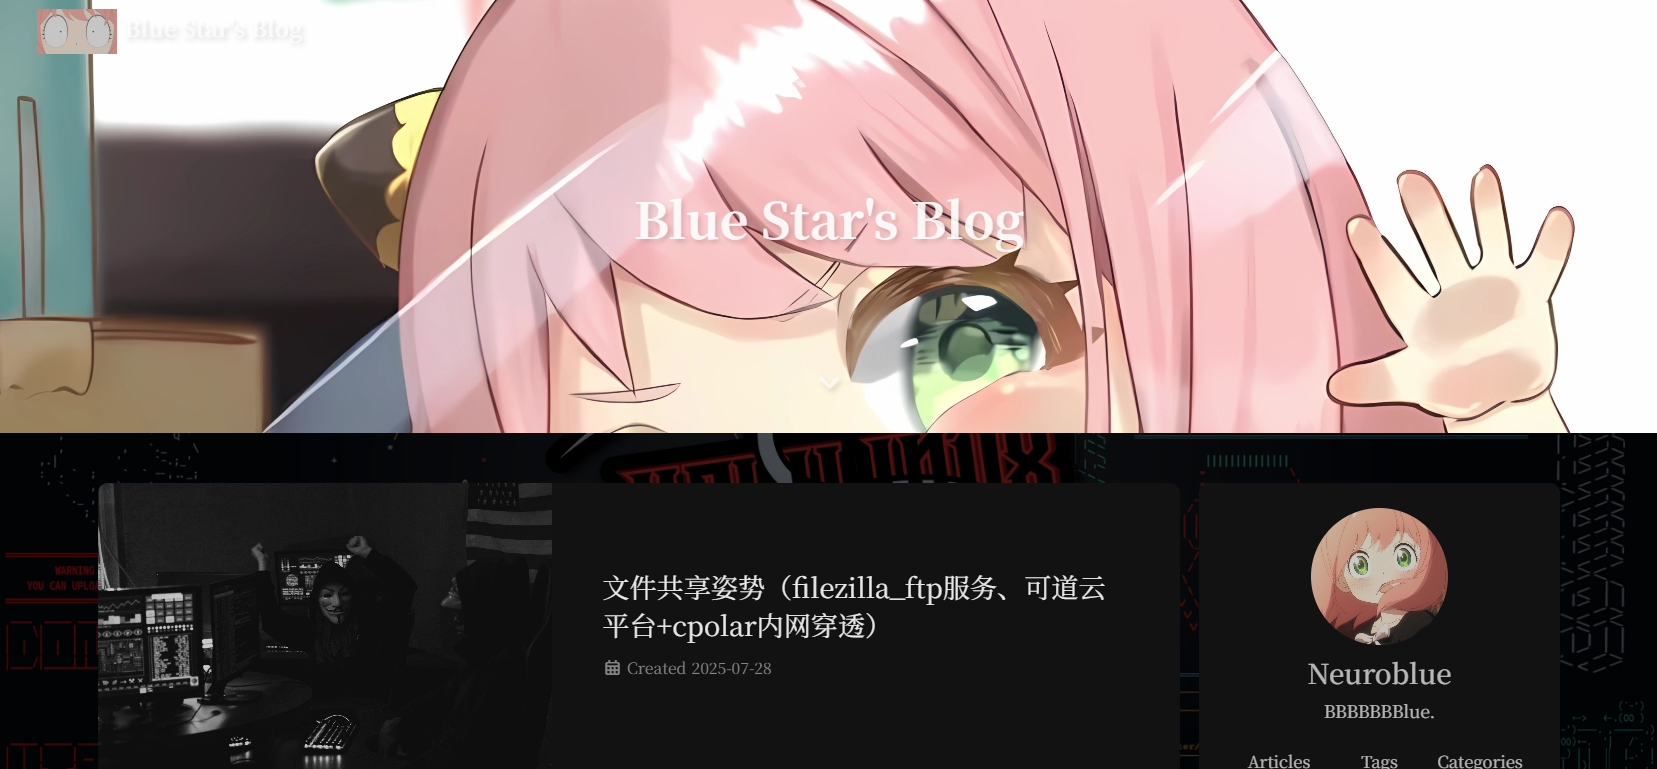 Blue Star's Blog
Blue Star's Blog
文件共享姿势（filezilla_ftp服务、可道云
平台+cpolar内网穿透）
Created 2025-07-28
Neuroblue
BBBBBBBlue.
Articles Tags Categories
WARNING